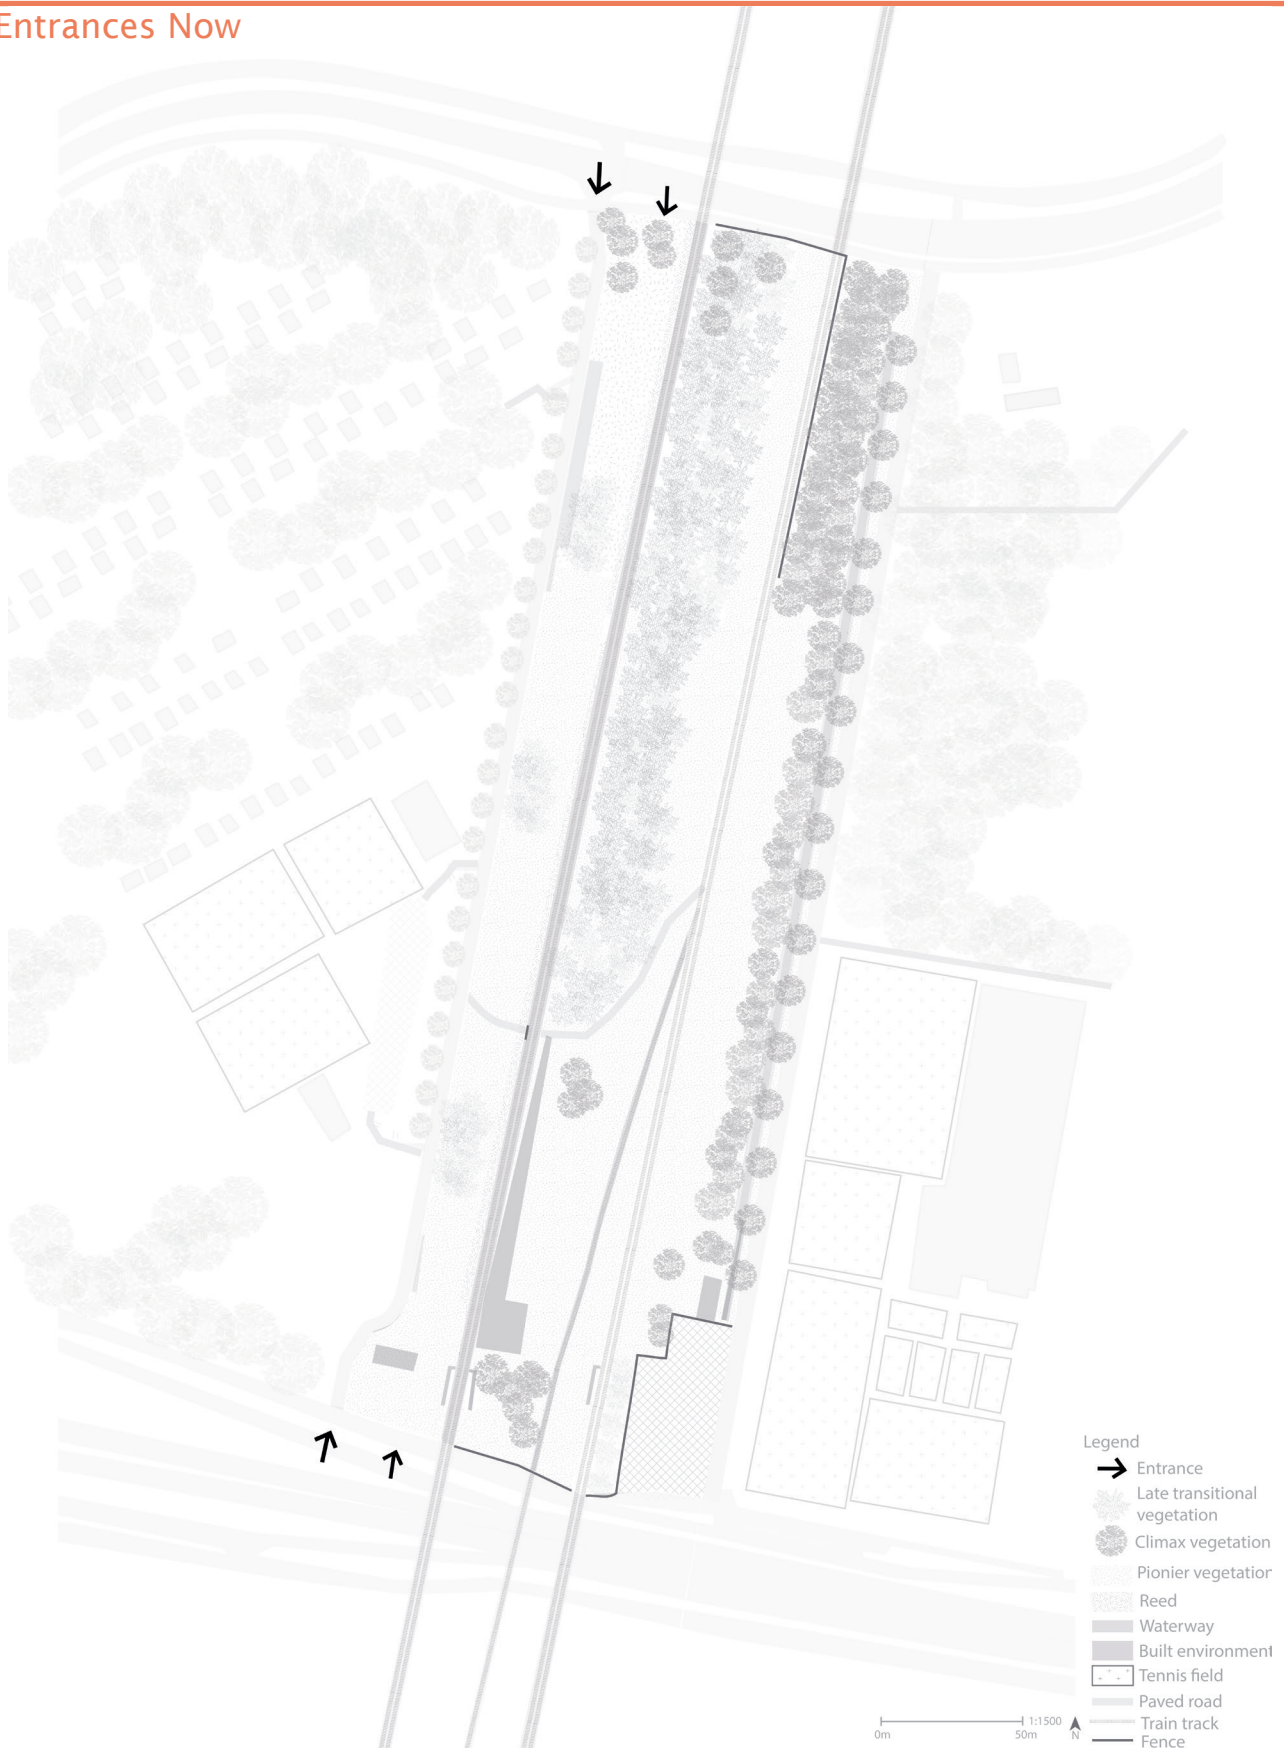 Entrances Now
Legend
Entrance
Late transitional
vegetation
Climax vegetation
Pionier vegetation
Reed
Waterway
Built environment
Tennis field
Paved road
Train track
Fence
1:1500
0m
50m
N